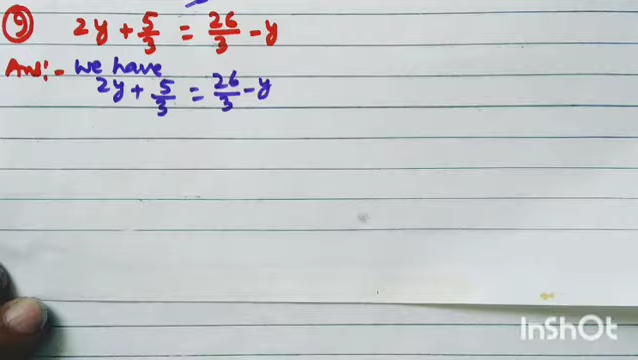 9 2y + 5/3 = 26/3 - y
Ans:- We have
2y + 5/3 = 26/3 - y
InShOt